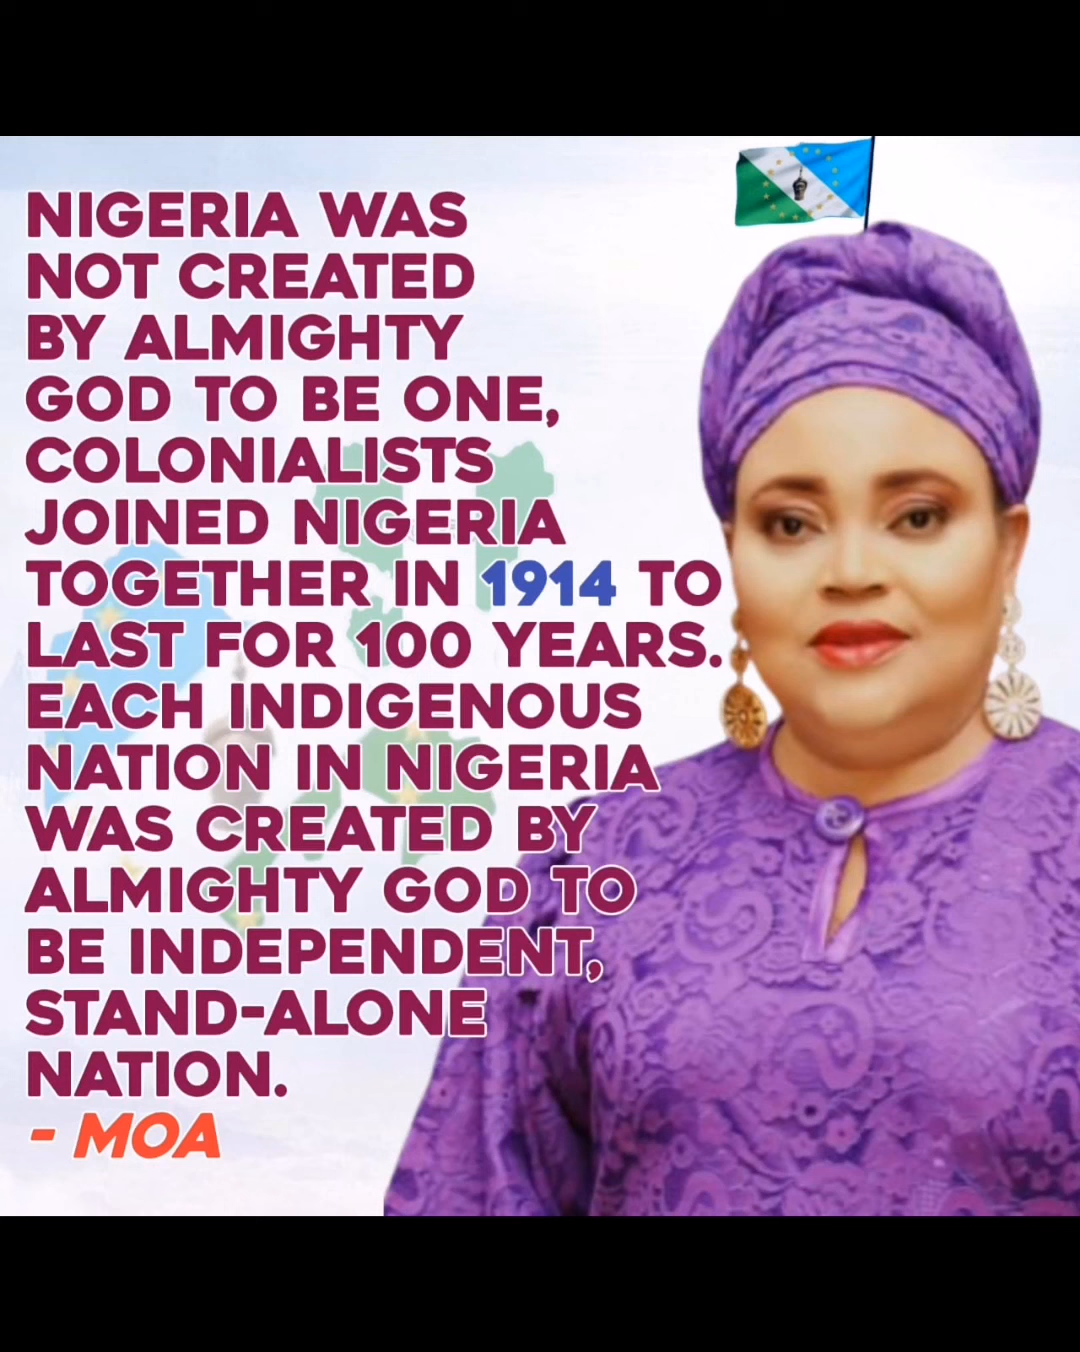 NIGERIA WAS
NOT CREATED
BY ALMIGHTY
GOD TO BE ONE,
COLONIALISTS
JOINED NIGERIA
TOGETHER IN 1914 TO
LAST FOR 100 YEARS.
EACH INDIGENOUS
NATION IN NIGERIA
WAS CREATED BY
ALMIGHTY GOD TO
BE INDEPENDENT,
STAND-ALONE
NATION.
- MOA